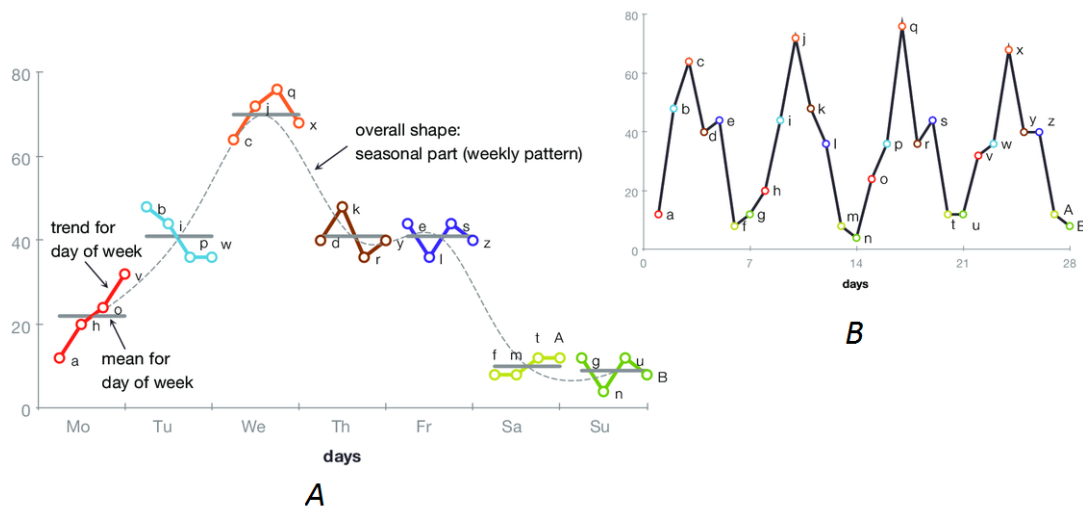 80
60
40
20
0
a
h
o
v
b
i
p
w
c
j
q
x
d
k
r
y
e
l
s
z
f
m
t
A
g
n
u
B
trend for
day of week
mean for
day of week
overall shape:
seasonal part (weekly pattern)
Mo
Tu
We
Th
Fr
Sa
Su
days
A
80
60
40
20
0
a
b
c
d
e
f
g
h
i
j
k
l
m
n
o
p
q
r
s
t
u
v
w
x
y
z
A
B
0
7
14
21
28
days
B